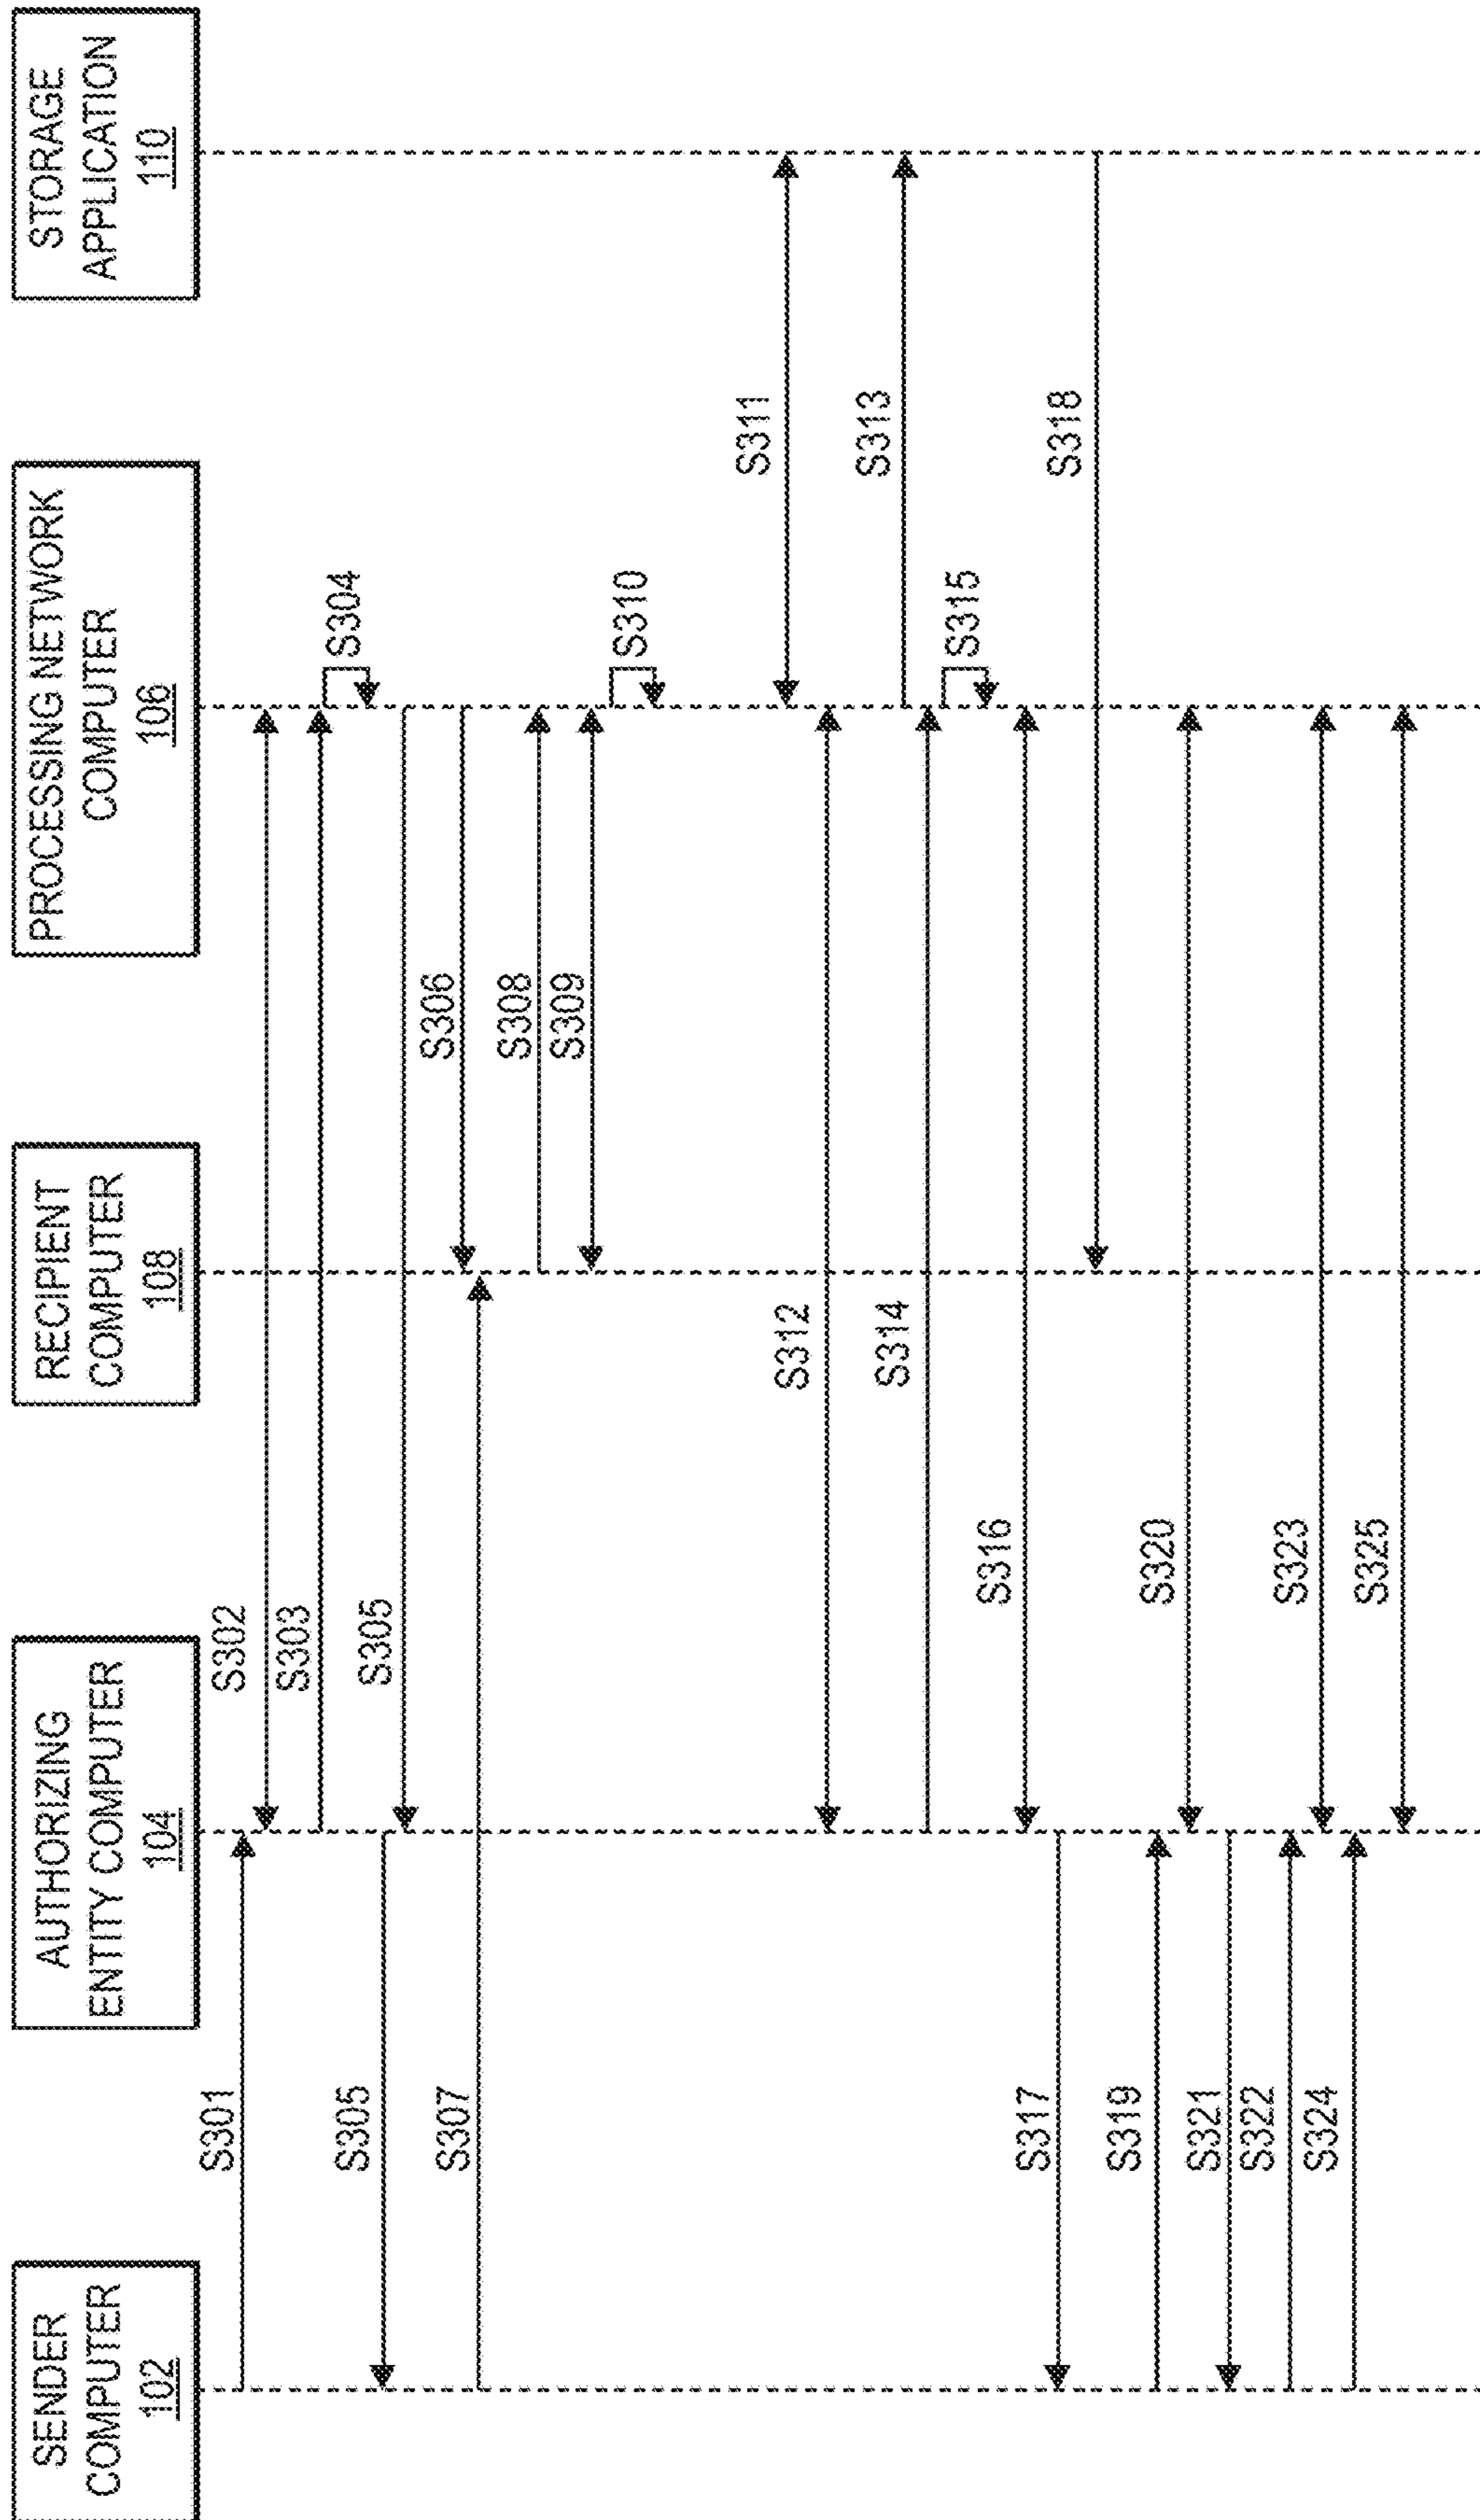 SENDER
COMPUTER
102
AUTHORIZING
ENTITY COMPUTER
104
RECIPIENT
COMPUTER
108
PROCESSING NETWORK
COMPUTER
106
STORAGE
APPLICATION
110
S301
S302
S303
S304
S305
S305
S306
S307
S308
S309
S310
S311
S312
S313
S314
S315
S316
S317
S318
S319
S320
S321
S322
S323
S324
S325